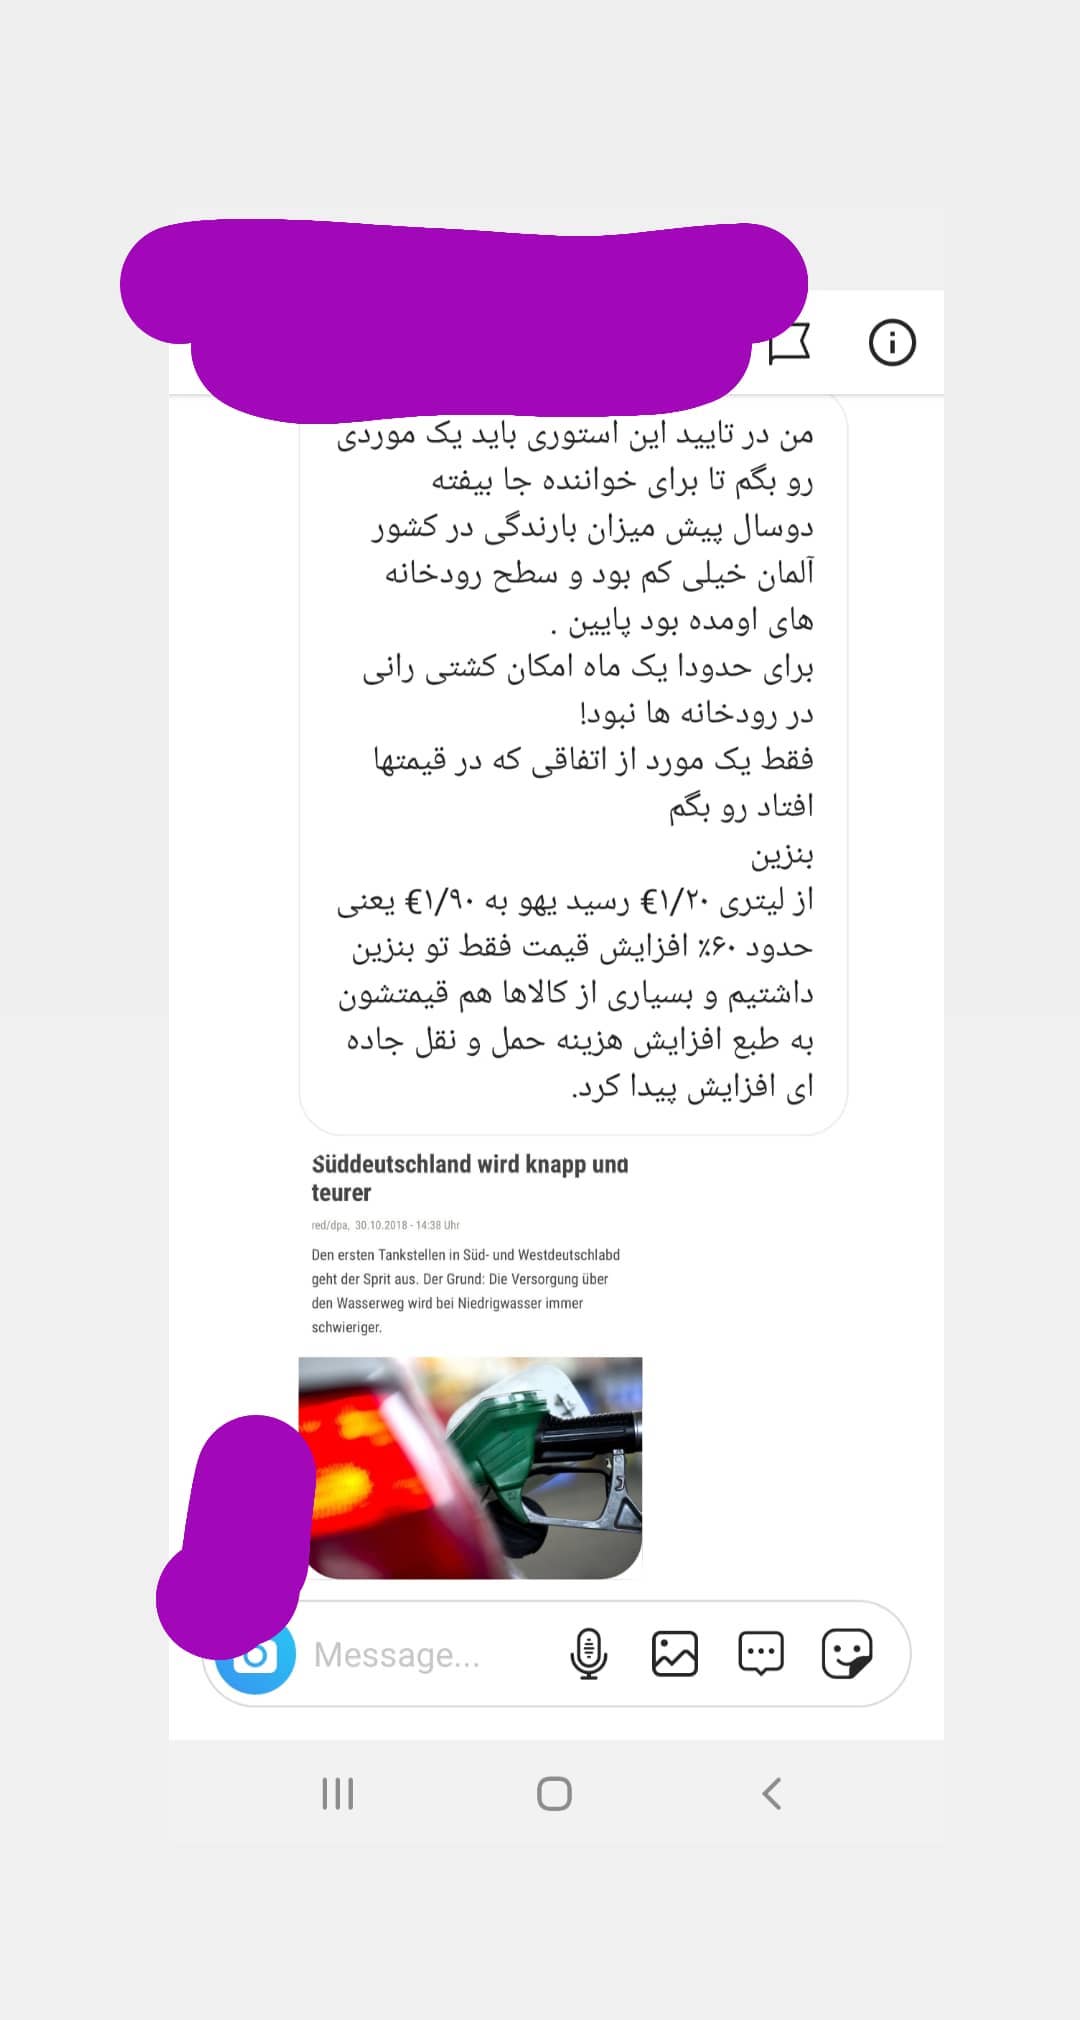 من در تایید این استوری باید یک موردی
رو بگم تا برای خواننده جا بیفته
دوسال پیش میزان بارندگی در کشور
آلمان خیلی کم بود و سطح رودخانه
های اومده بود پایین .
برای حدودا یک ماه امکان کشتی رانی
در رودخانه ها نبود!
فقط یک مورد از اتفاقی که در قیمتها
افتاد رو بگم
بنزین
از لیتری ۱/۲۰€ رسید یهو به ۱/۹۰€ یعنی
حدود ۶۰٪ افزایش قیمت فقط تو بنزین
داشتیم و بسیاری از کالاها هم قیمتشون
به طبع افزایش هزینه حمل و نقل جاده
ای افزایش پیدا کرد.
Süddeutschland wird knapp und
teurer
red/dpa, 30.10.2018 - 14:38 Uhr
Den ersten Tankstellen in Süd- und Westdeutschlabd
geht der Sprit aus. Der Grund: Die Versorgung über
den Wasserweg wird bei Niedrigwasser immer
schwieriger.
Message...